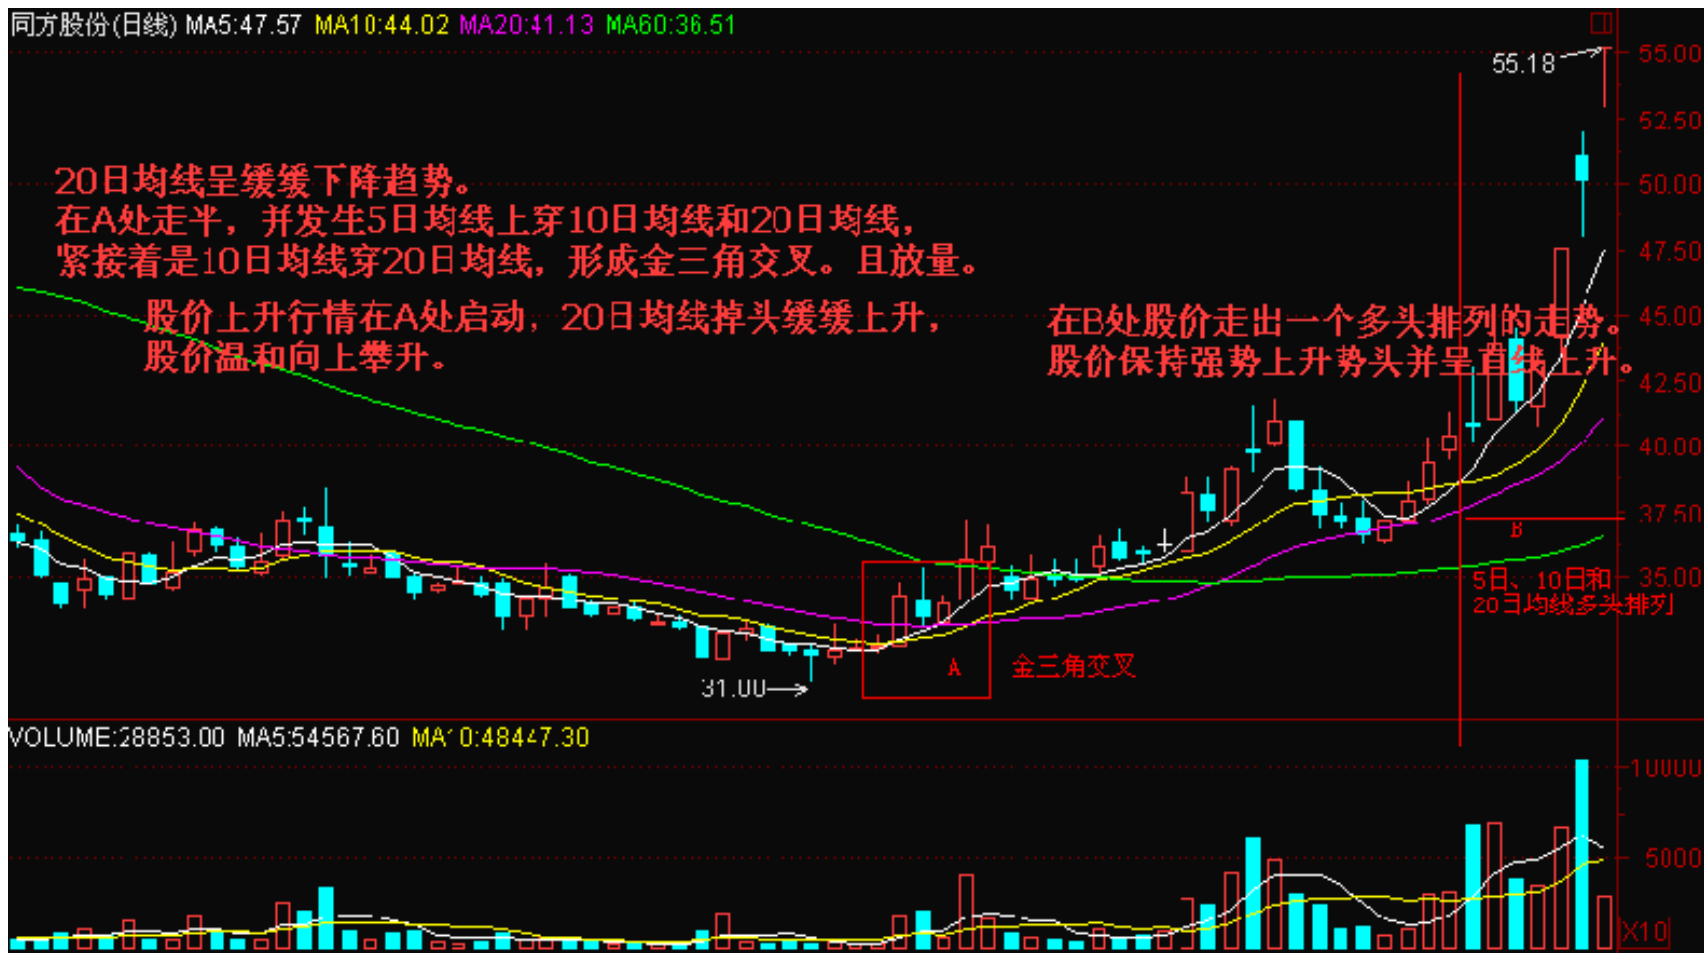 同方股份(日线) MA5:47.57 MA10:44.02 MA20:41.13 MA60:36.51
55.18
55.00
52.50
20日均线呈缓缓下降趋势。
50.00
在A处走平，并发生5日均线上穿10日均线和20日均线，
紧接着是10日均线穿20日均线，形成金三角交叉。且放量。
47.50
股价上升行情在A处启动，20日均线掉头缓缓上升，
股价温和向上攀升。
在B处股价走出一个多头排列的走势。
45.00
股价保持强势上升势头并呈直线上升。
42.50
40.00
37.50
B
5日、10日和
35.00
20日均线多头排列
A
金三角交叉
31.00
VOLUME:28853.00 MA5:54567.60 MA10:48447.30
10000
5000
X10